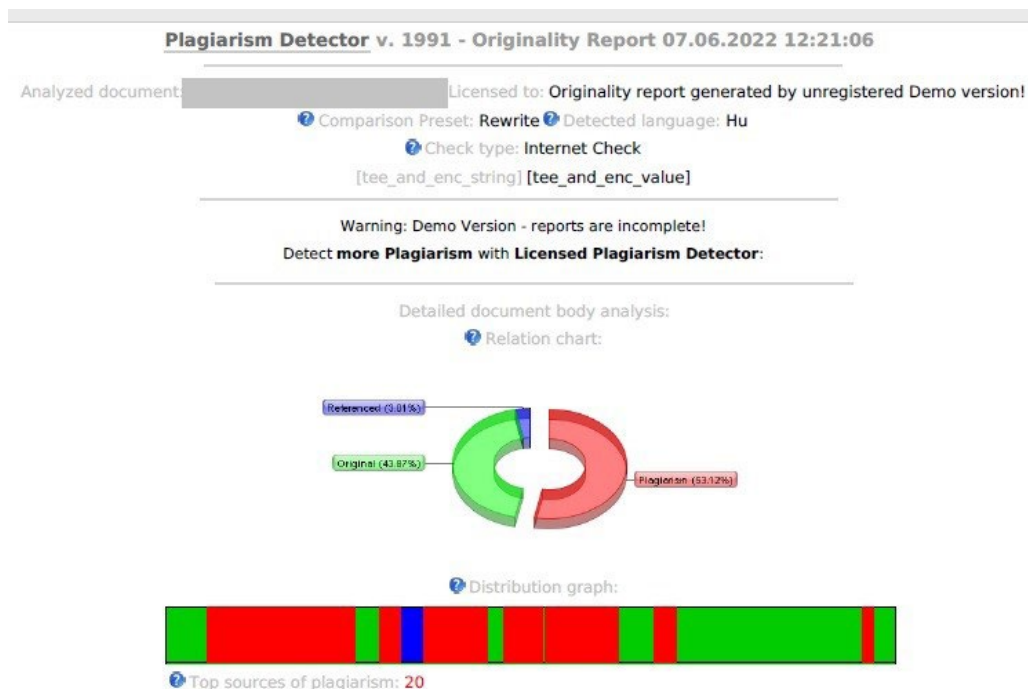 Plagiarism Detector v. 1991 - Originality Report 07.06.2022 12:21:06
Analyzed document: Licensed to: Originality report generated by unregistered Demo version!
Comparison Preset: Rewrite Detected language: Hu
Check type: Internet Check
[tee_and_enc_string] [tee_and_enc_value]
Warning: Demo Version - reports are incomplete!
Detect more Plagiarism with Licensed Plagiarism Detector:
Detailed document body analysis:
Relation chart:
Referenced (3.01%)
Original (43.87%)
Plagiarism (53.12%)
Distribution graph:
Top sources of plagiarism: 20